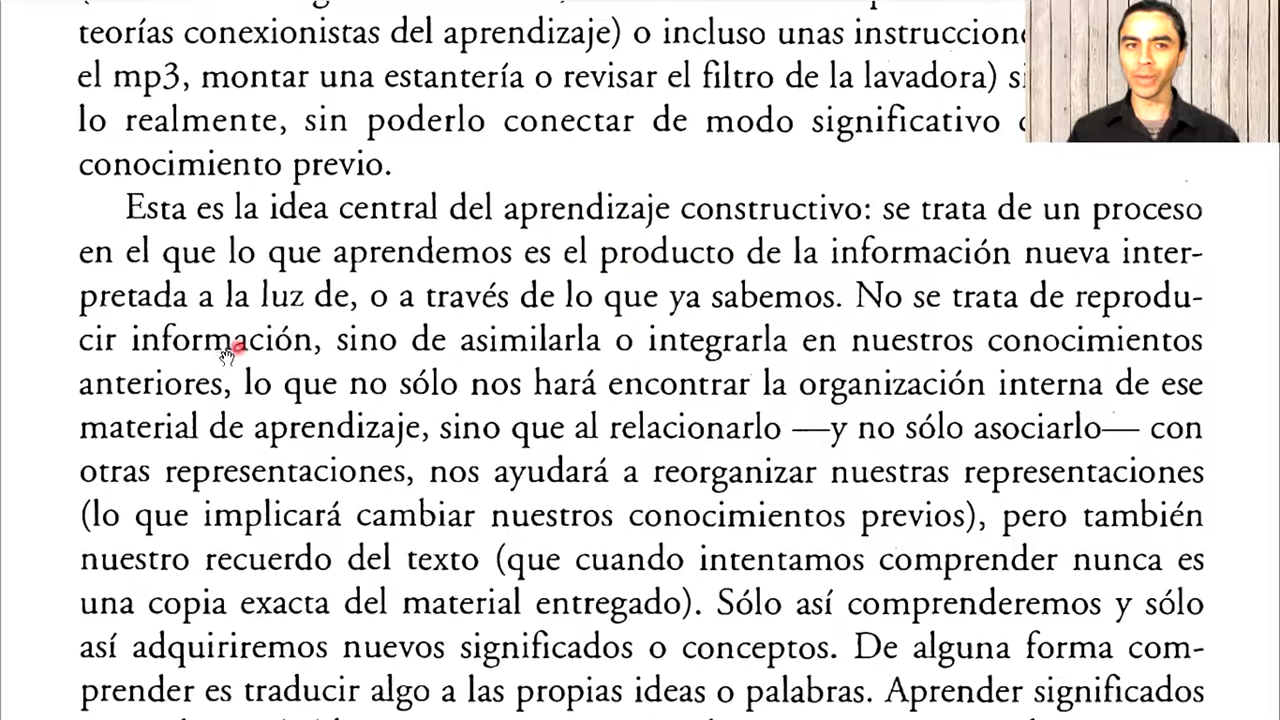 teorías conexionistas del aprendizaje) o incluso unas
el mp3, montar una estantería o revisar el filtro de la lavadora)
lo realmente, sin poderlo conectar de modo significativo
conocimiento previo.
Esta es la idea central del aprendizaje constructivo: se trata de un proceso
en el que lo que aprendemos es el producto de la información nueva inter-
pretada a la luz de, o a través de lo que ya sabemos. No se trata de reprodu-
cir información, sino de asimilarla o integrarla en nuestros conocimientos
anteriores, lo que no sólo nos hará encontrar la organización interna de ese
material de aprendizaje, sino que al relacionarlo —y no sólo asociarlo— con
otras representaciones, nos ayudará a reorganizar nuestras representaciones
(lo que implicará cambiar nuestros conocimientos previos), pero también
nuestro recuerdo del texto (que cuando intentamos comprender nunca es
una copia exacta del material entregado). Sólo así comprenderemos y sólo
así adquiriremos nuevos significados o conceptos. De alguna forma com-
prender es traducir algo a las propias ideas o palabras. Aprender significados